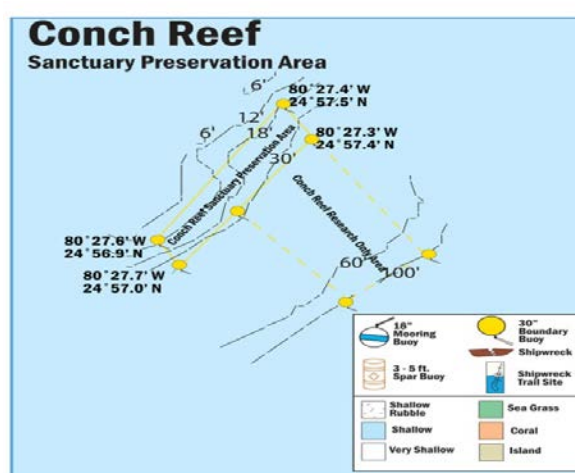 Conch Reef
Sanctuary Preservation Area
6'
80°27.4' W
24°57.5' N
12'
6'
18'
80°27.3' W
24°57.4' N
30'
Conch Reef Sanctuary Preservation Area
Conch Reef Research Only Area
80°27.6' W
24°56.9' N
80°27.7' W
24°57.0' N
60'
100'
18"
Mooring
Buoy
30"
Boundary
Buoy
Shipwreck
3 - 5 ft.
Spar Buoy
Shipwreck
Trail Site
Shallow
Rubble
Sea Grass
Shallow
Coral
Very Shallow
Island